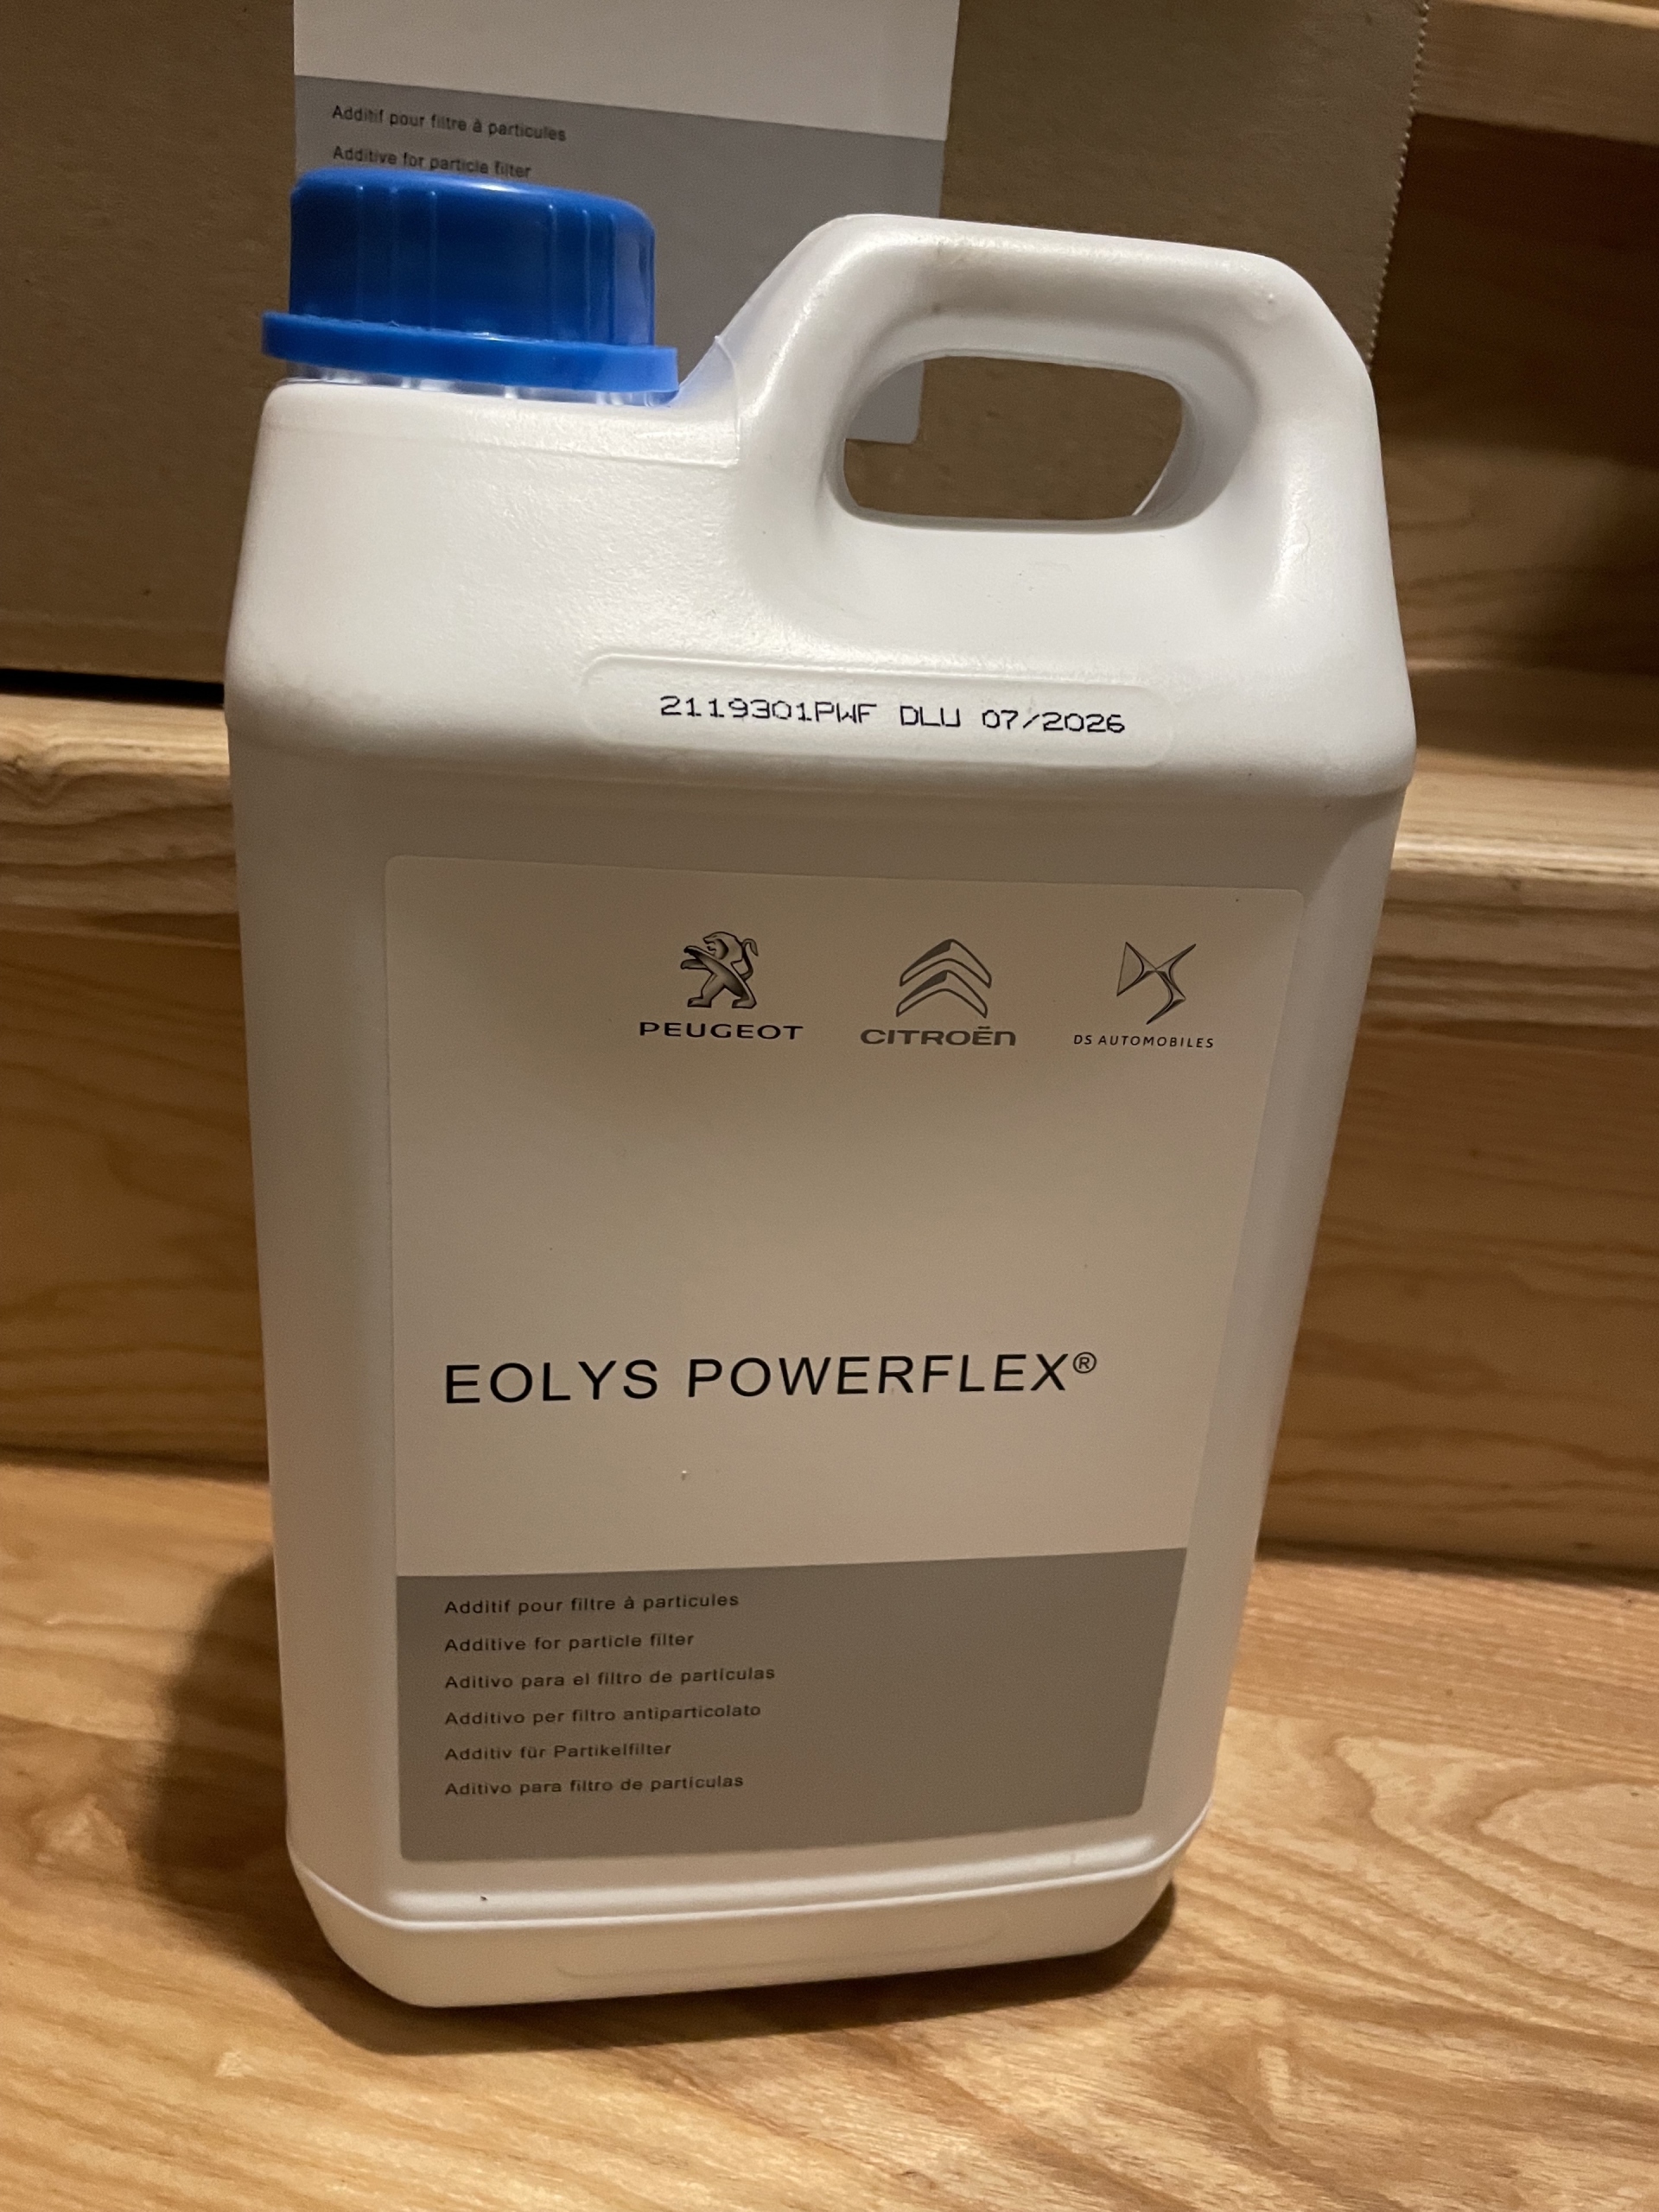 Additif pour filtre à particules
Additive for particle filter
2119301PWF DLU 07/2026
PEUGEOT CITROËN DS AUTOMOBILES
EOLYS POWERFLEX®
Additif pour filtre à particules
Additive for particle filter
Aditivo para el filtro de partículas
Additivo per filtro antiparticolato
Additiv für Partikelfilter
Aditivo para filtro de partículas